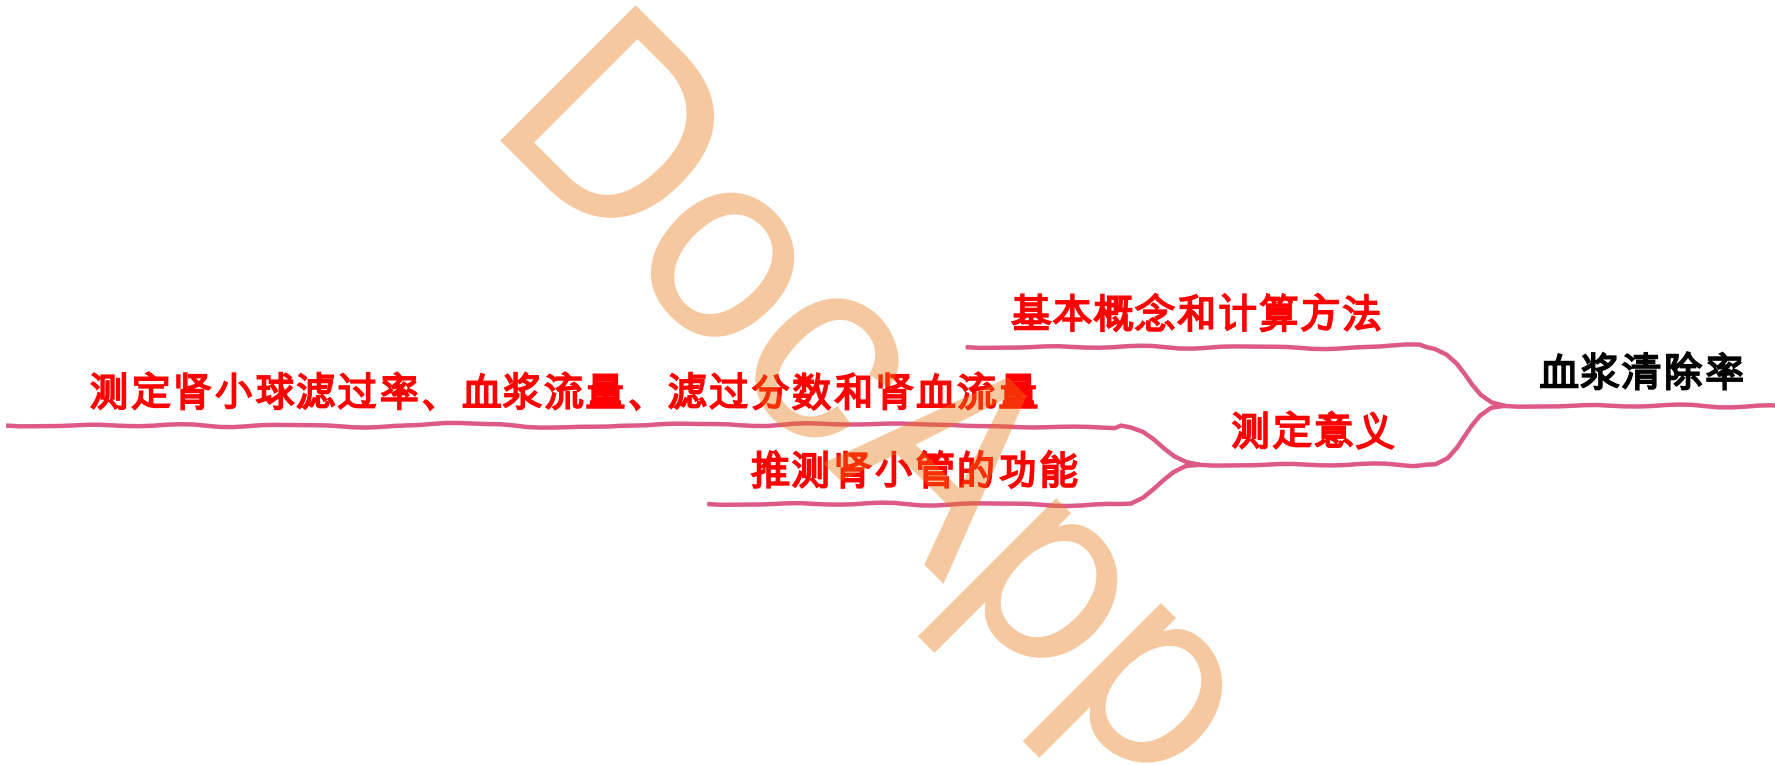 基本概念和计算方法
血浆清除率
测定肾小球滤过率、血浆流量、滤过分数和肾血流量
测定意义
推测肾小管的功能
DocApp